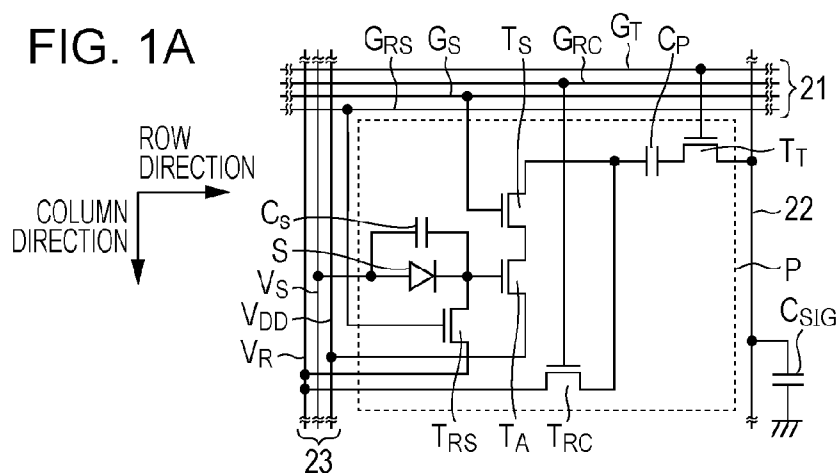 FIG. 1A
G_RS G_S T_S G_RC G_T C_P
21
ROW
DIRECTION
COLUMN
DIRECTION
T_T
C_S
22
S
P
V_S
V_DD
C_SIG
V_R
T_RS T_A T_RC
23